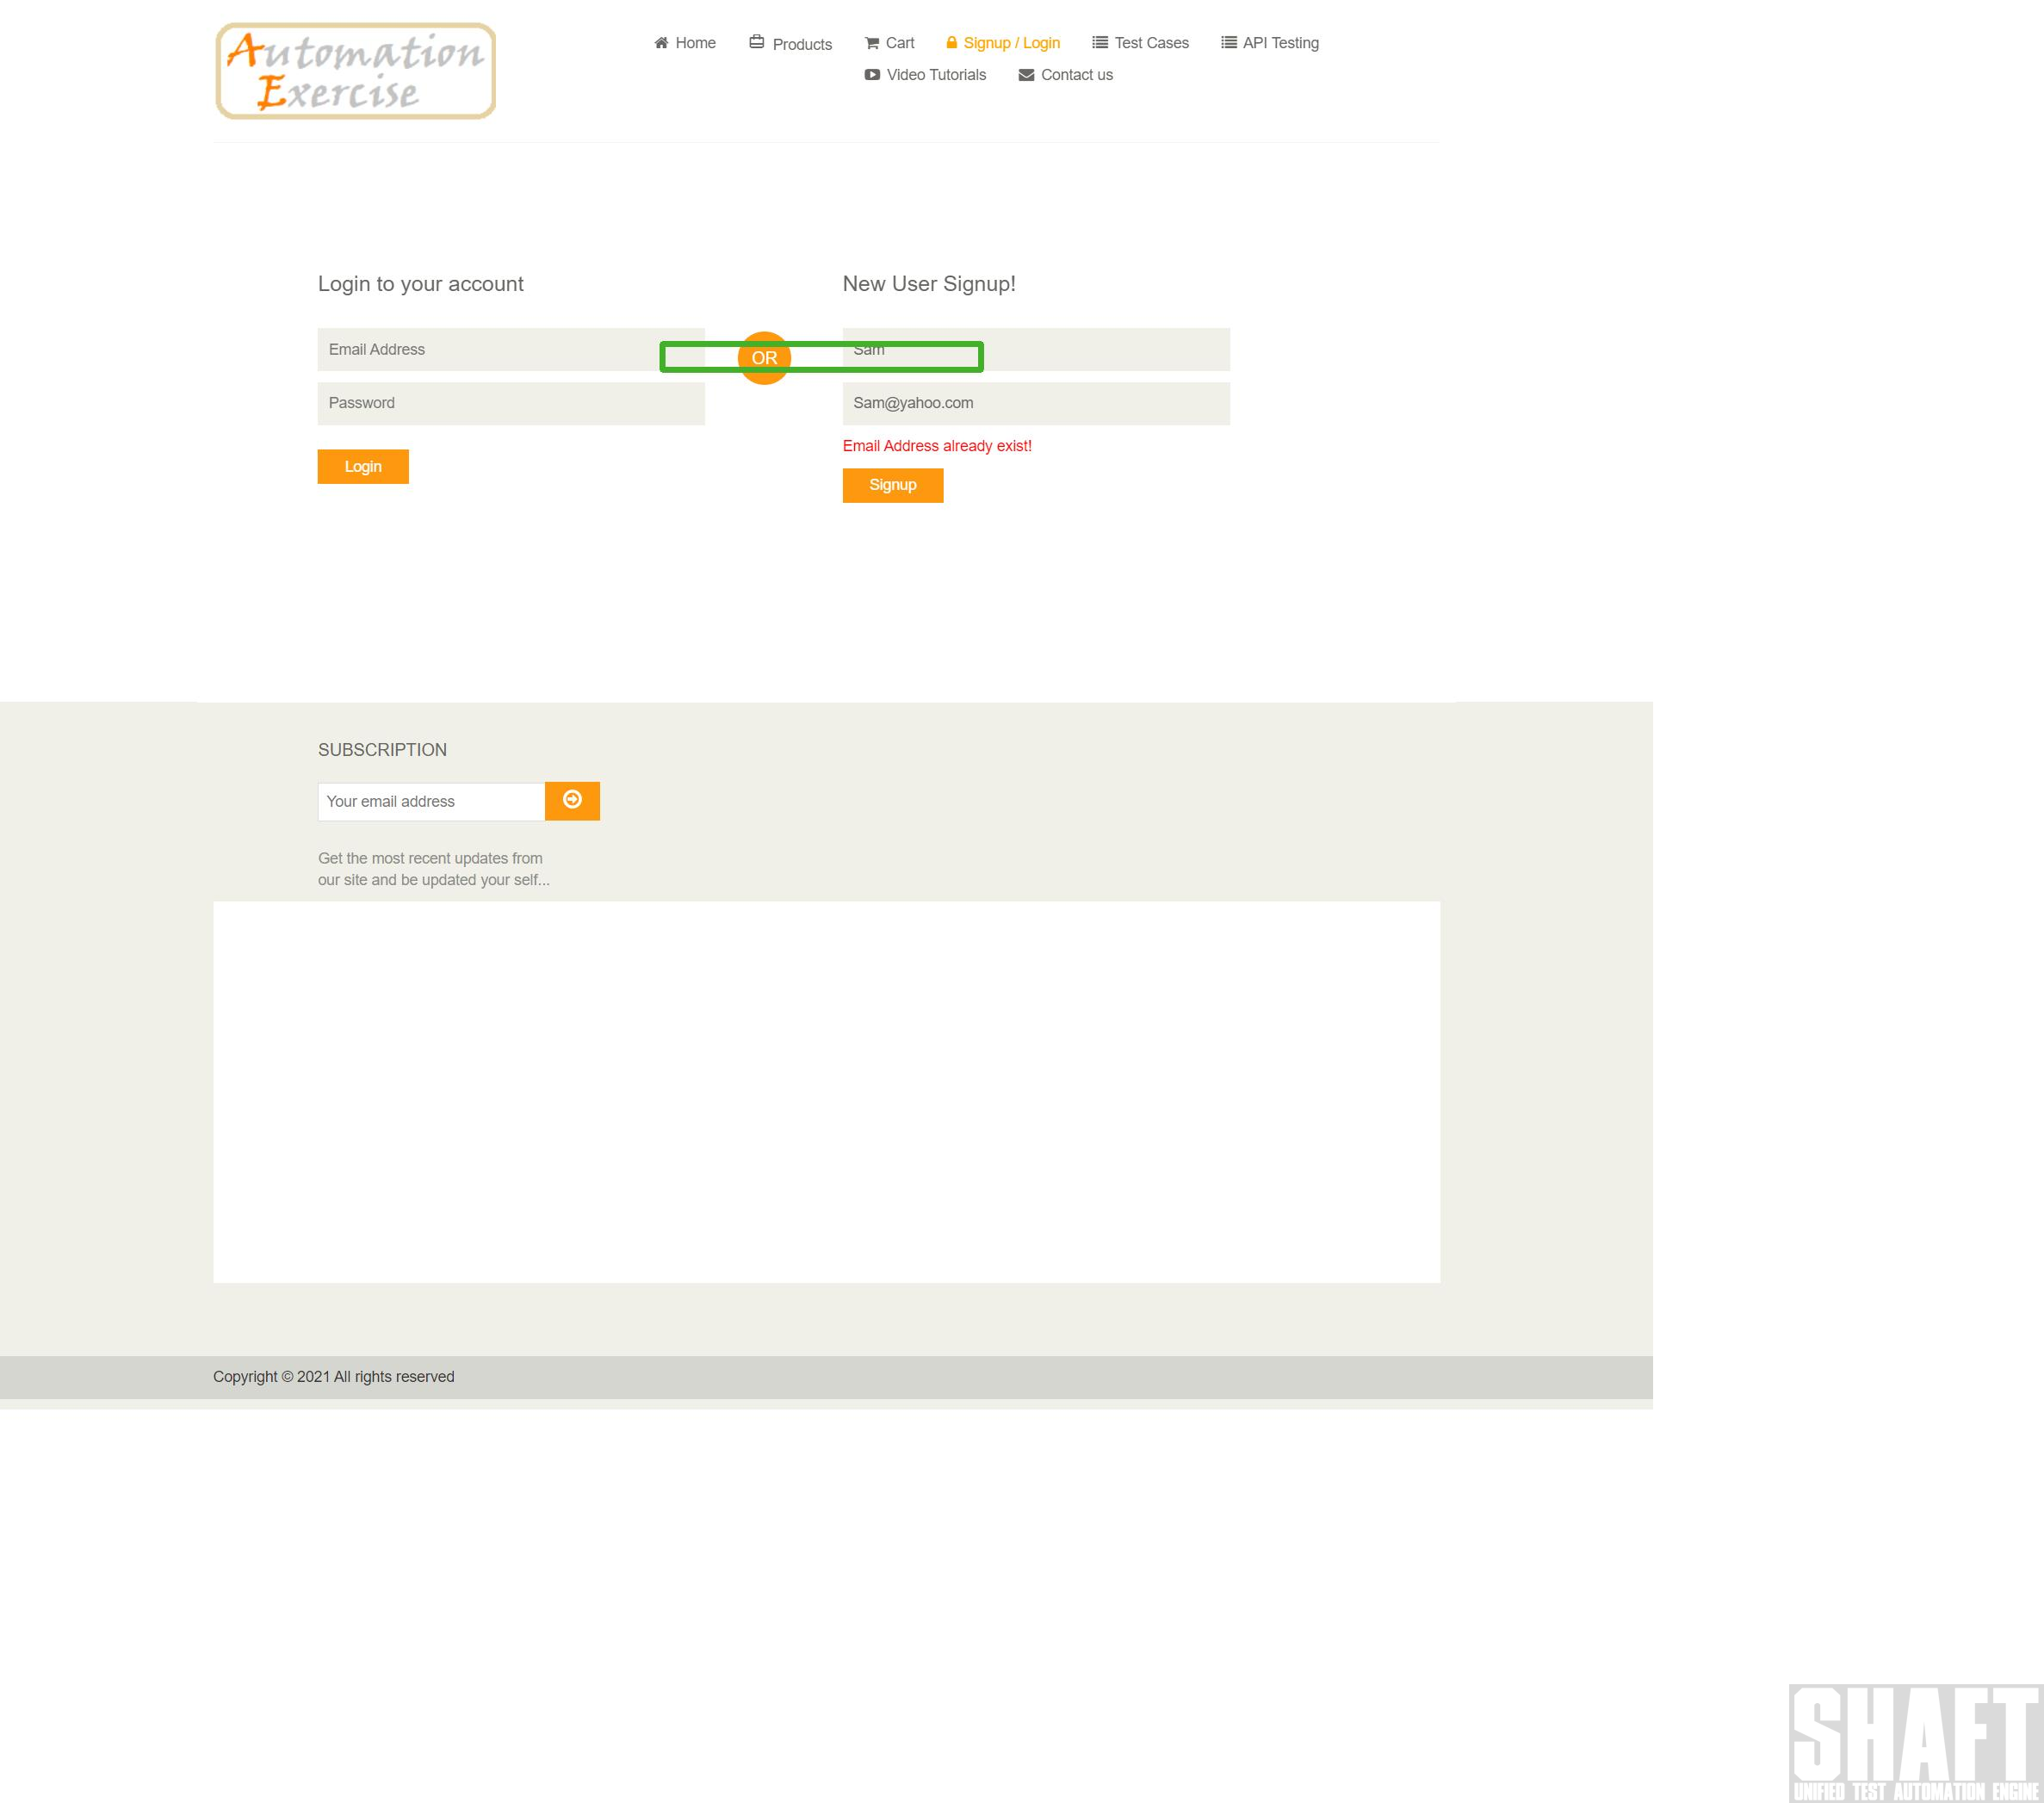 Automation
Exercise
Home
Products
Cart
Signup / Login
Test Cases
API Testing
Video Tutorials
Contact us
Login to your account
Email Address
Password
Login
OR
New User Signup!
Sam
Sam@yahoo.com
Email Address already exist!
Signup
SUBSCRIPTION
Your email address
Get the most recent updates from
our site and be updated your self...
Copyright © 2021 All rights reserved
SHAFT
UNIFIED TEST AUTOMATION ENGINE